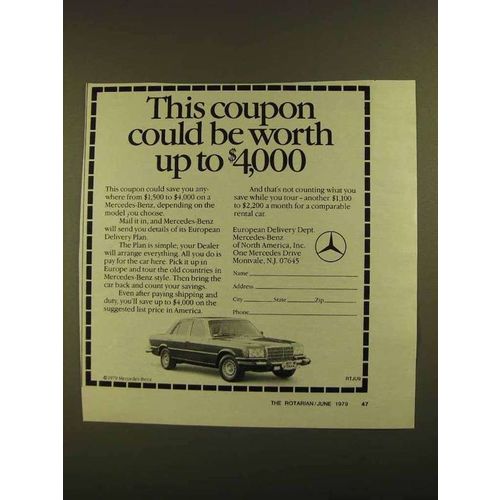 This coupon
could be worth
up to $4,000
This coupon could save you any-
where from $1,500 to $4,000 on a
Mercedes-Benz, depending on the
model you choose.
Mail it in, and Mercedes-Benz
will send you details of its European
Delivery Plan.
The Plan is simple, your Dealer
will arrange everything. All you do is
pay for the car here. Pick it up in
Europe and tour the old countries in
Mercedes-Benz style. Then bring the
car back and count your savings.
Even after paying shipping and
duty, you'll save up to $4,000 on the
suggested list price in America.
And that's not counting what you
save while you tour—another $1,100
to $2,200 a month for a comparable
rental car.
European Delivery Dept.
Mercedes-Benz
of North America, Inc.
One Mercedes Drive
Montvale, N.J. 07645
Name
Address
City State Zip
Phone
©1979 Mercedes-Benz
RTJU9
THE ROTARIAN/JUNE 1979 47